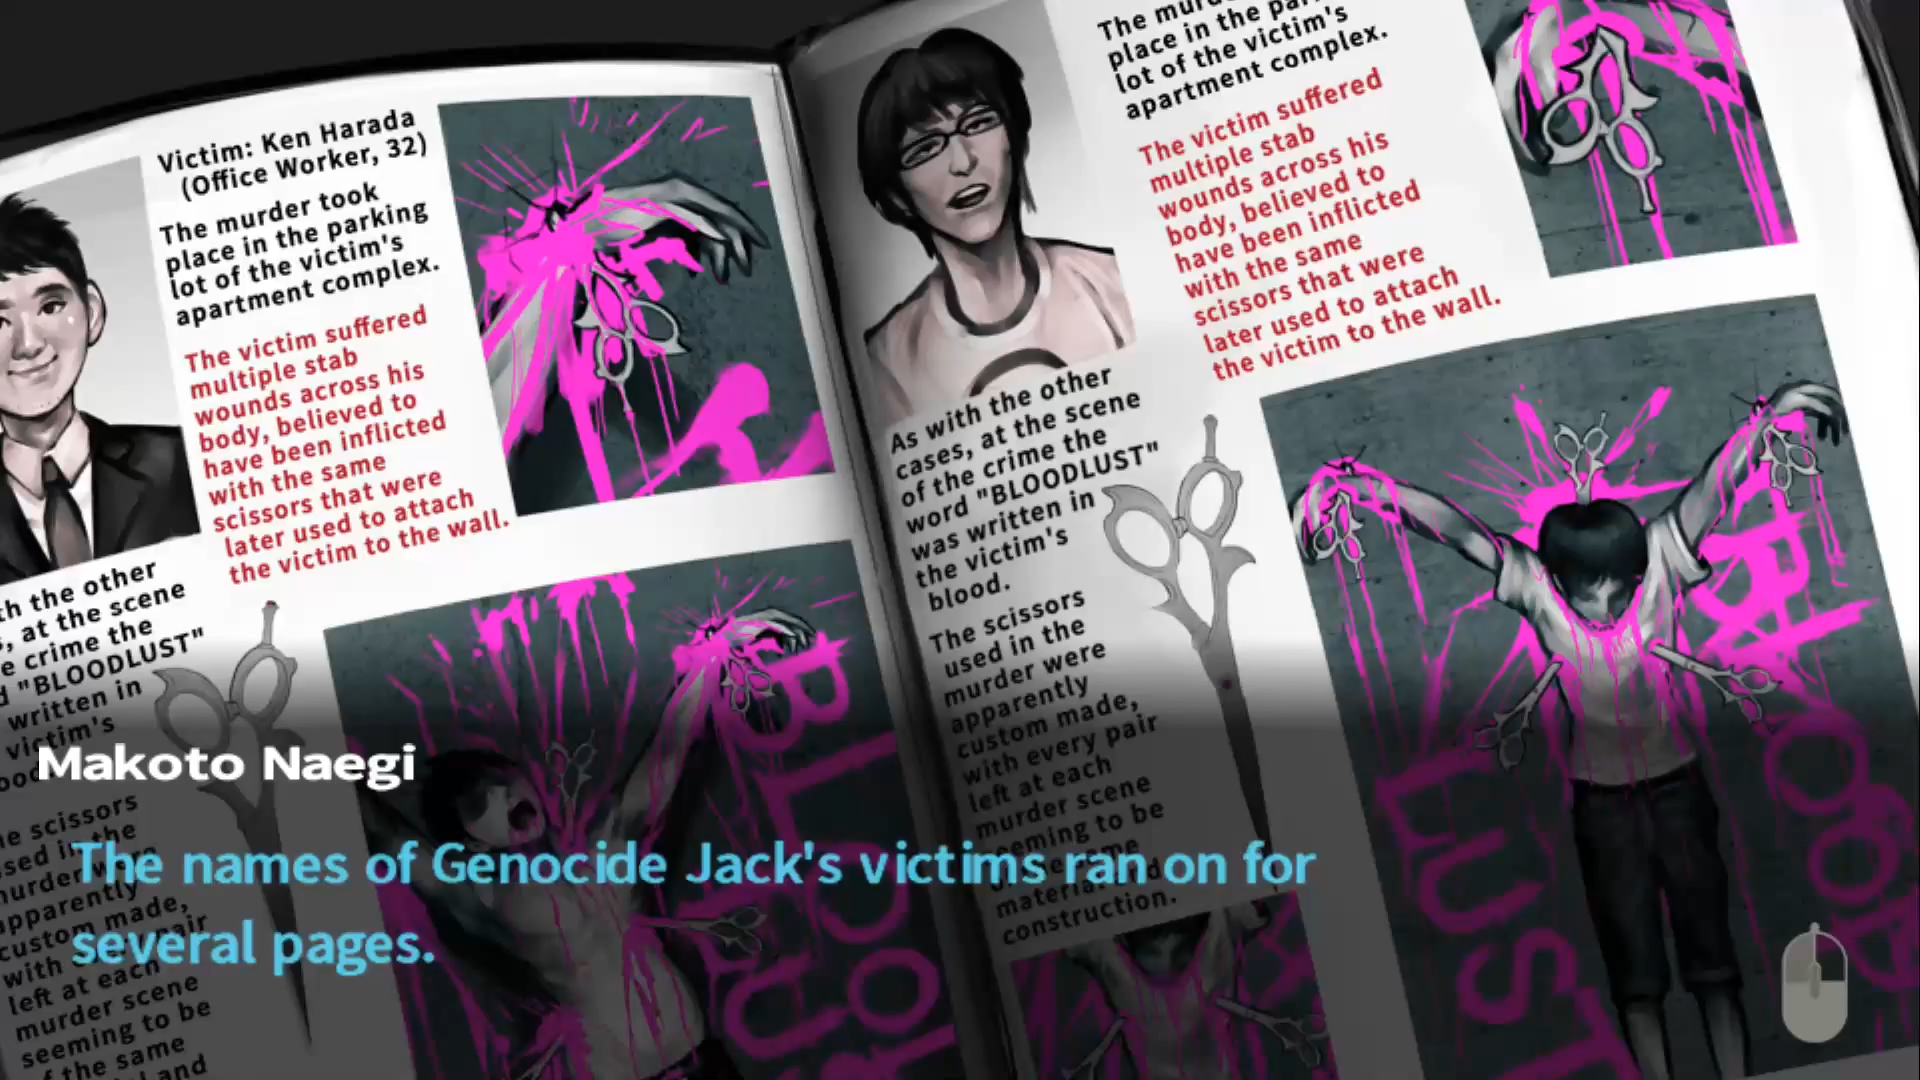 Victim: Ken Harada
(Office Worker, 32)
The murder took
place in the parking
lot of the victim's
apartment complex.
The victim suffered
multiple stab
wounds across his
body, believed to
have been inflicted
with the same
scissors that were
later used to attach
the victim to the wall.
the other
at the scene
crime the
"BLOODLUST"
written in
victim's
scissors
in the
apparently
custom made,
with pair
left at each
murder scene
seeming to be
the same
and
BLOOD
place in the
lot of the victim's
apartment complex.
The victim suffered
multiple stab
wounds across his
body, believed to
have been inflicted
with the same
scissors that were
later used to attach
the victim to the wall.
As with the other
cases, at the scene
of the crime the
word "BLOODLUST"
was written in
the victim's
blood.
The scissors
used in the
murder were
apparently
custom made,
with every pair
left at each
murder scene
seeming to be
construction.
LUST
Makoto Naegi
The names of Genocide Jack's victims ran on for
several pages.